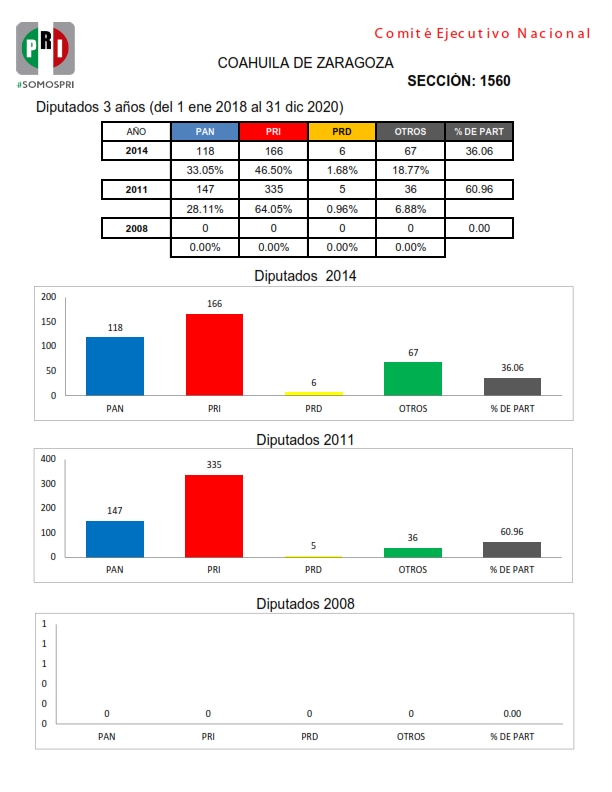 Comité Ejecutivo Nacional
PRI
#SOMOSPRI
COAHUILA DE ZARAGOZA
SECCIÓN: 1560
Diputados 3 años (del 1 ene 2018 al 31 dic 2020)
AÑO PAN PRI PRD OTROS % DE PART
2014 118 166 6 67 36.06
33.05% 46.50% 1.68% 18.77%
2011 147 335 5 36 60.96
28.11% 64.05% 0.96% 6.88%
2008 0 0 0 0 0.00
0.00% 0.00% 0.00% 0.00%
Diputados 2014
200
150
100
50
0
118 166 6 67 36.06
PAN PRI PRD OTROS % DE PART
Diputados 2011
400
300
200
100
0
147 335 5 36 60.96
PAN PRI PRD OTROS % DE PART
Diputados 2008
1
1
1
0
0
0
0 0 0 0 0.00
PAN PRI PRD OTROS % DE PART